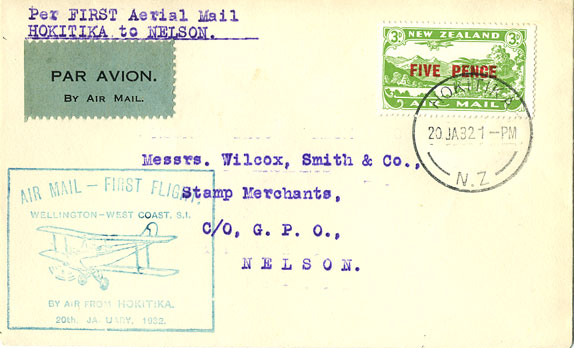 Per FIRST Aerial Mail
HOKITIKA to NELSON.
PAR AVION.
BY AIR MAIL.
3D NEW ZEALAND 3D
FIVE PENCE
AIR MAIL
HOKITIKA
20 JA 32 1 - PM
N.Z
Messrs. Wilcox, Smith & Co.,
Stamp Merchants,
C/O, G. P. O.,
N E L S O N.
AIR MAIL - FIRST FLIGHT
WELLINGTON - WEST COAST, S.I.
BY AIR FROM HOKITIKA.
20th. JANUARY, 1932.